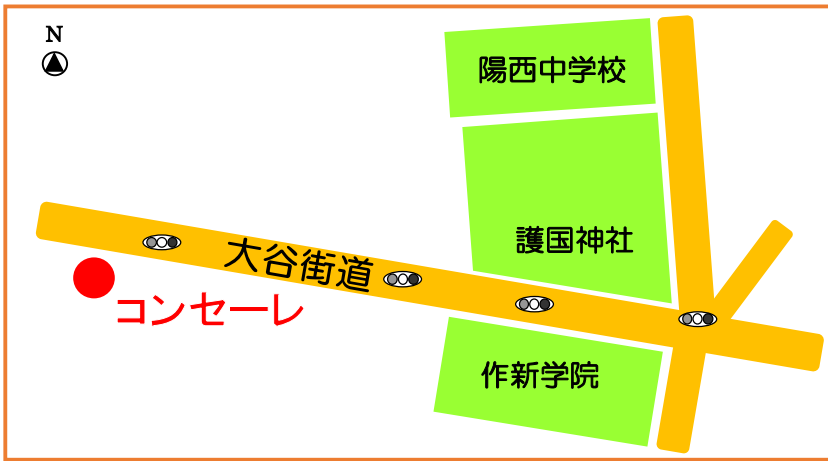 N
陽西中学校
護国神社
大谷街道
コンセーレ
作新学院